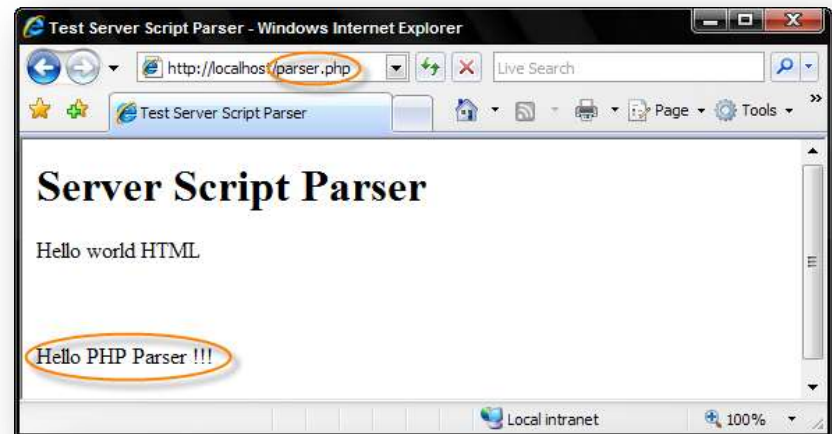 Test Server Script Parser - Windows Internet Explorer
http://localhost/parser.php
Live Search
Test Server Script Parser
Page
Tools
Server Script Parser
Hello world HTML
Hello PHP Parser !!!
Local intranet
100%